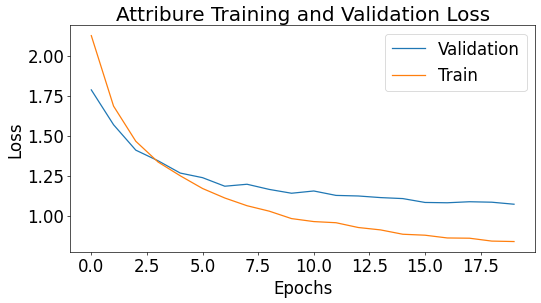 Attribure Training and Validation Loss
Validation
Train
2.00
1.75
1.50
1.25
1.00
Loss
0.0 2.5 5.0 7.5 10.0 12.5 15.0 17.5
Epochs